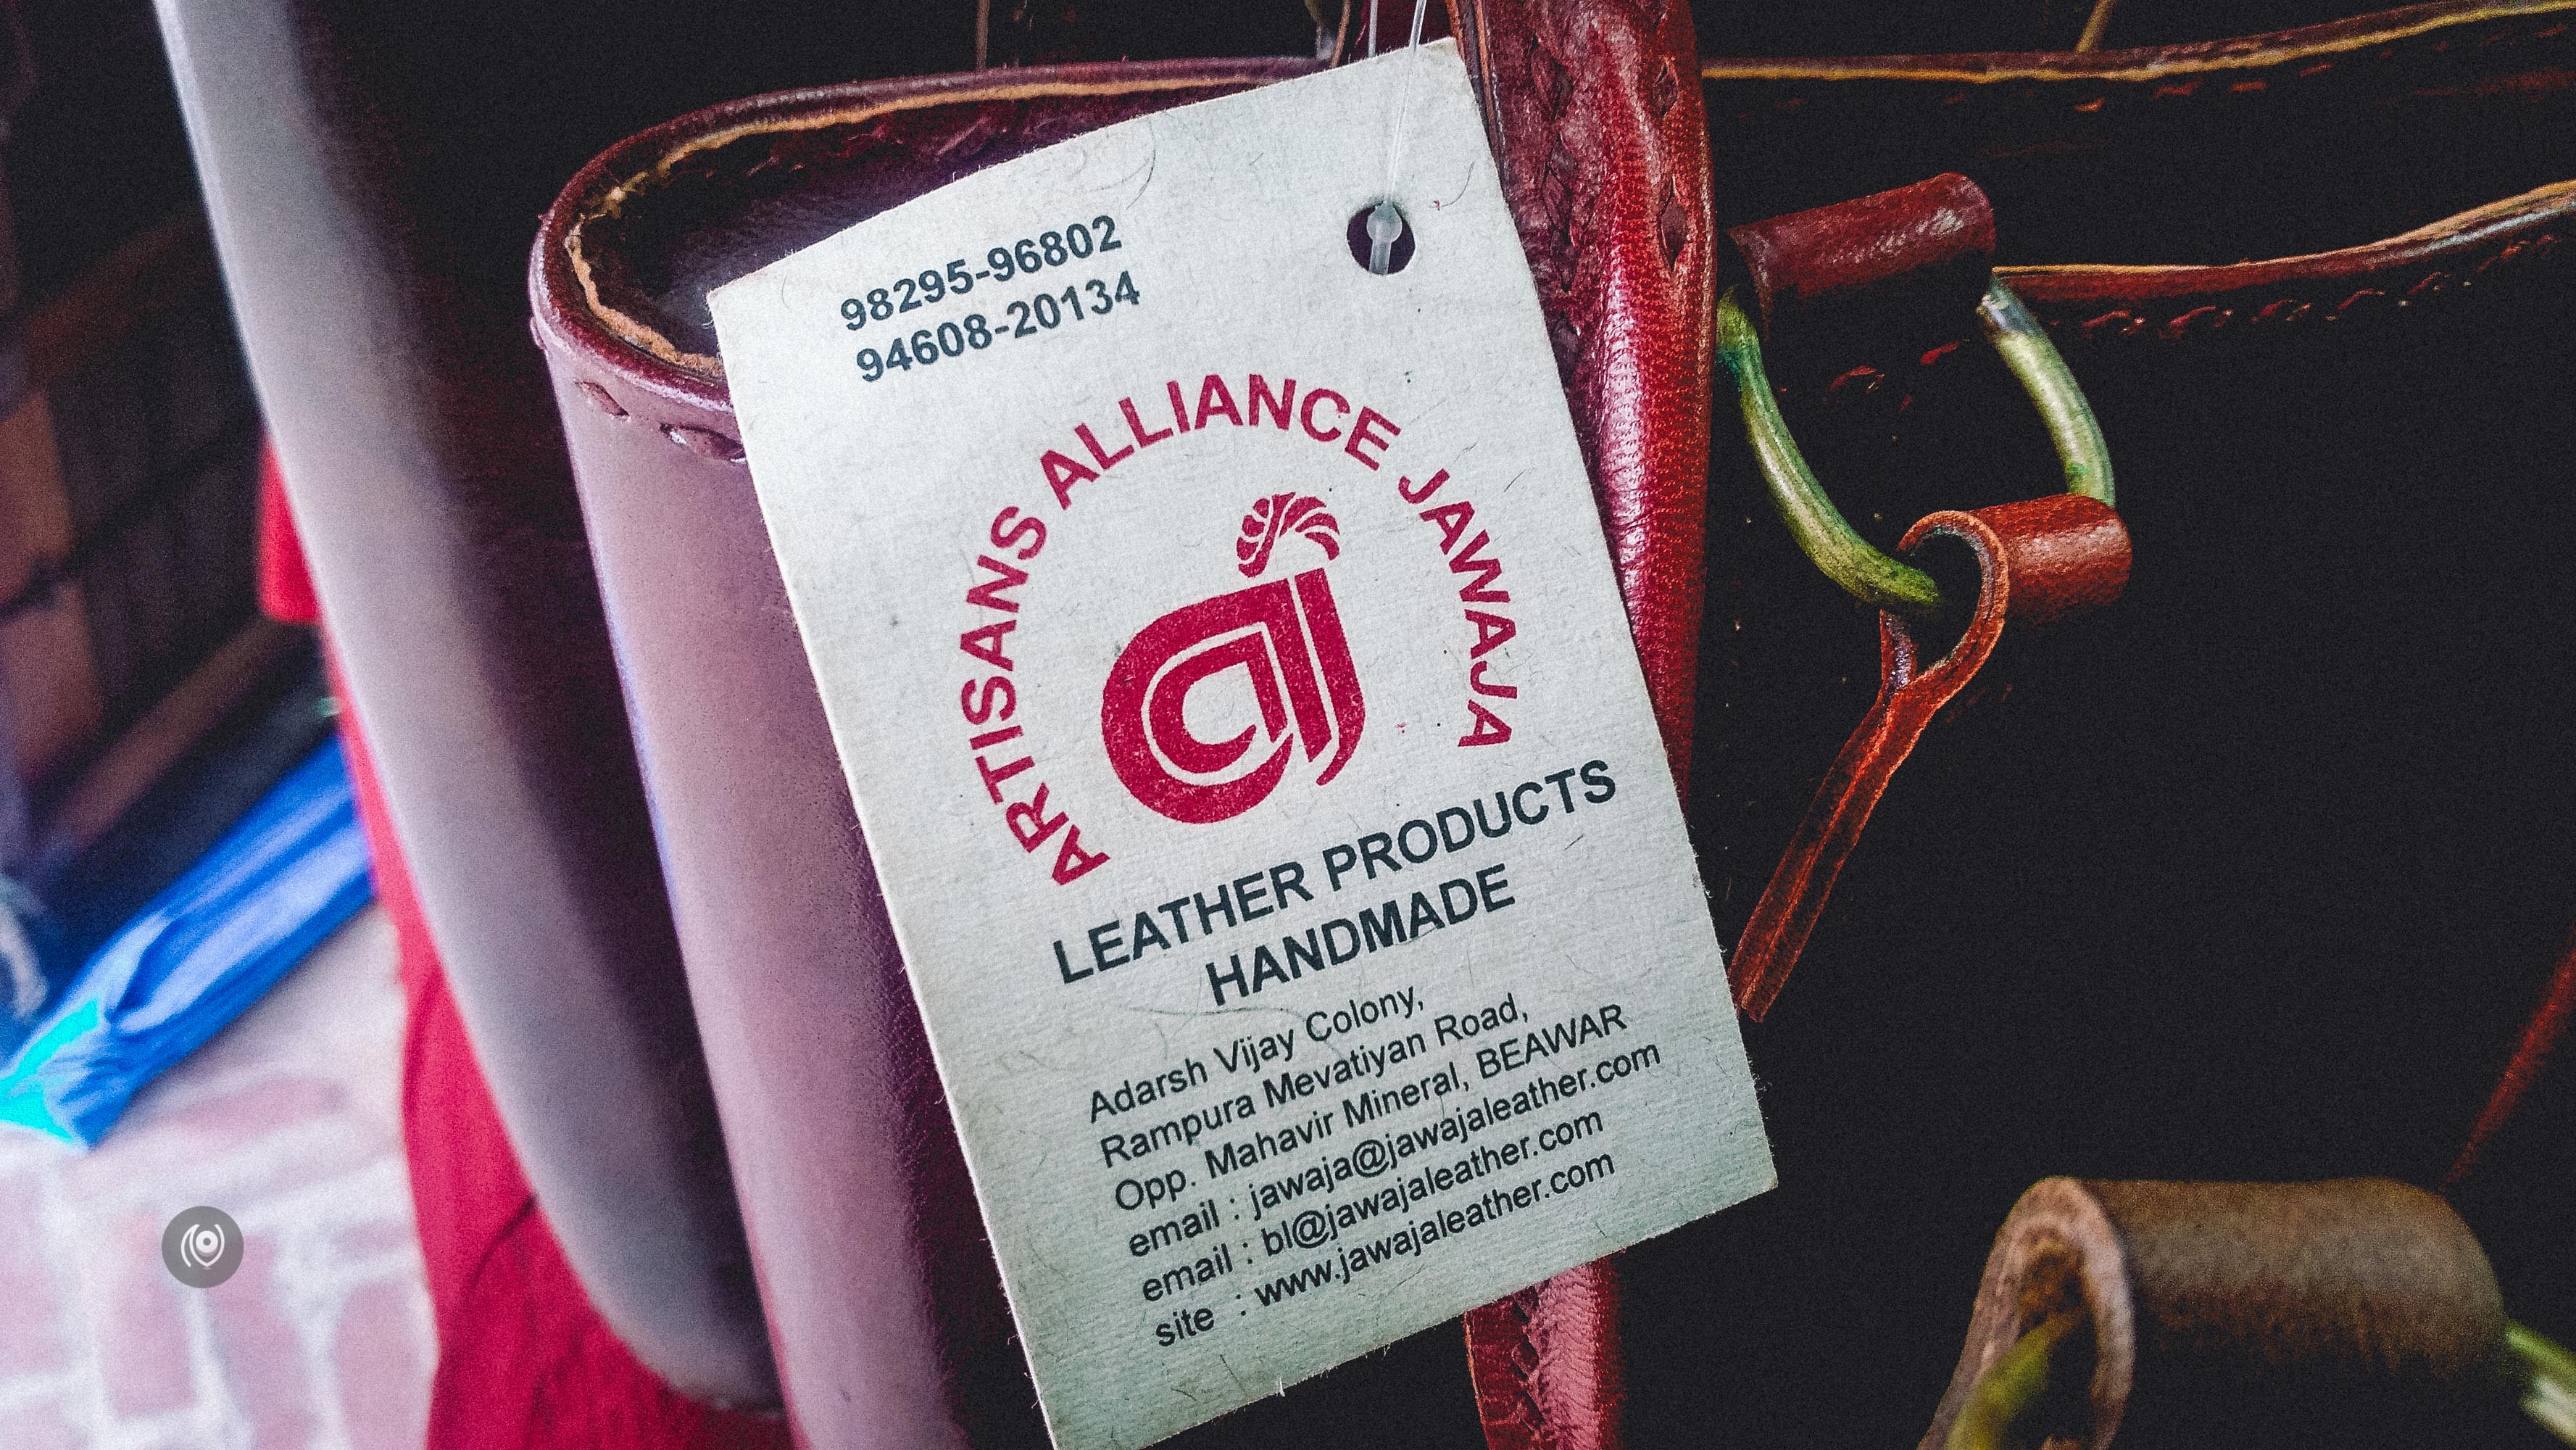 98295-96802
94608-20134
ARTISANS ALLIANCE JAWAJA
aj
LEATHER PRODUCTS
HANDMADE
Adarsh Vijay Colony,
Rampura Mevatiyan Road,
Opp. Mahavir Mineral, BEAWAR
email : jawaja@jawajaleather.com
email : bl@jawajaleather.com
site : www.jawajaleather.com